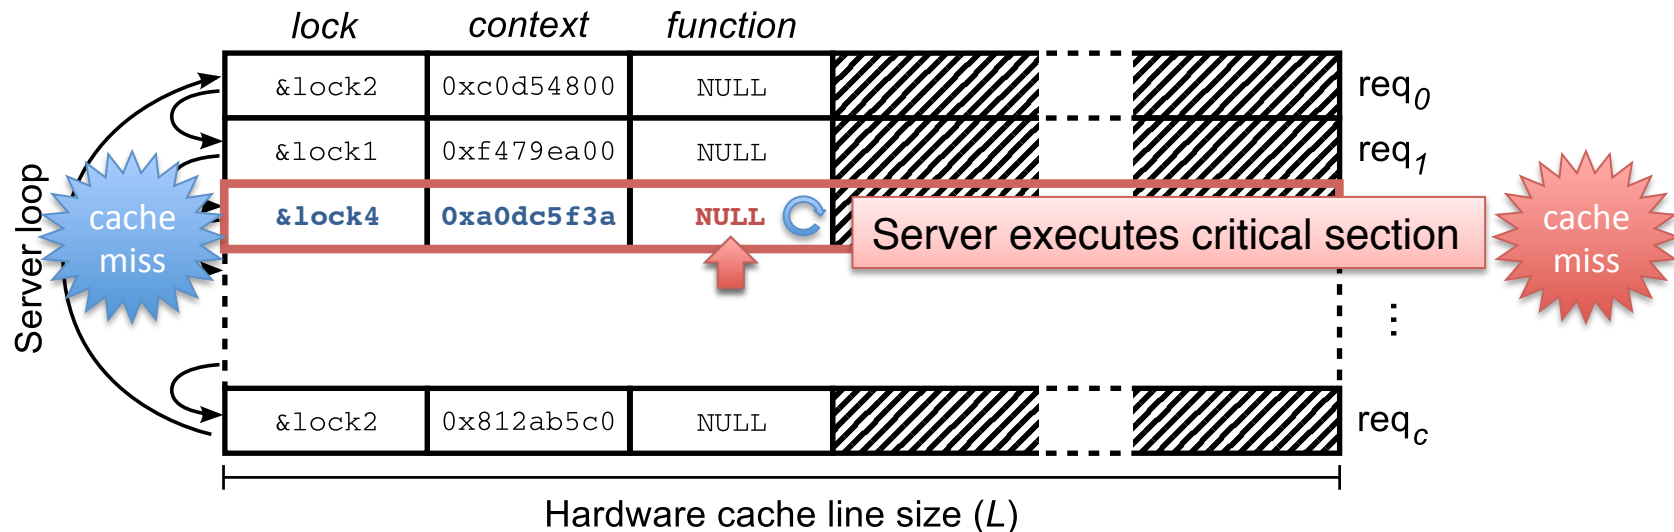 lock context function
&lock2 0xc0d54800 NULL req0
&lock1 0xf479ea00 NULL req1
&lock4 0xa0dc5f3a NULL
Server executes critical section
cache
miss
cache
miss
Server loop
...
&lock2 0x812ab5c0 NULL reqc
Hardware cache line size (L)